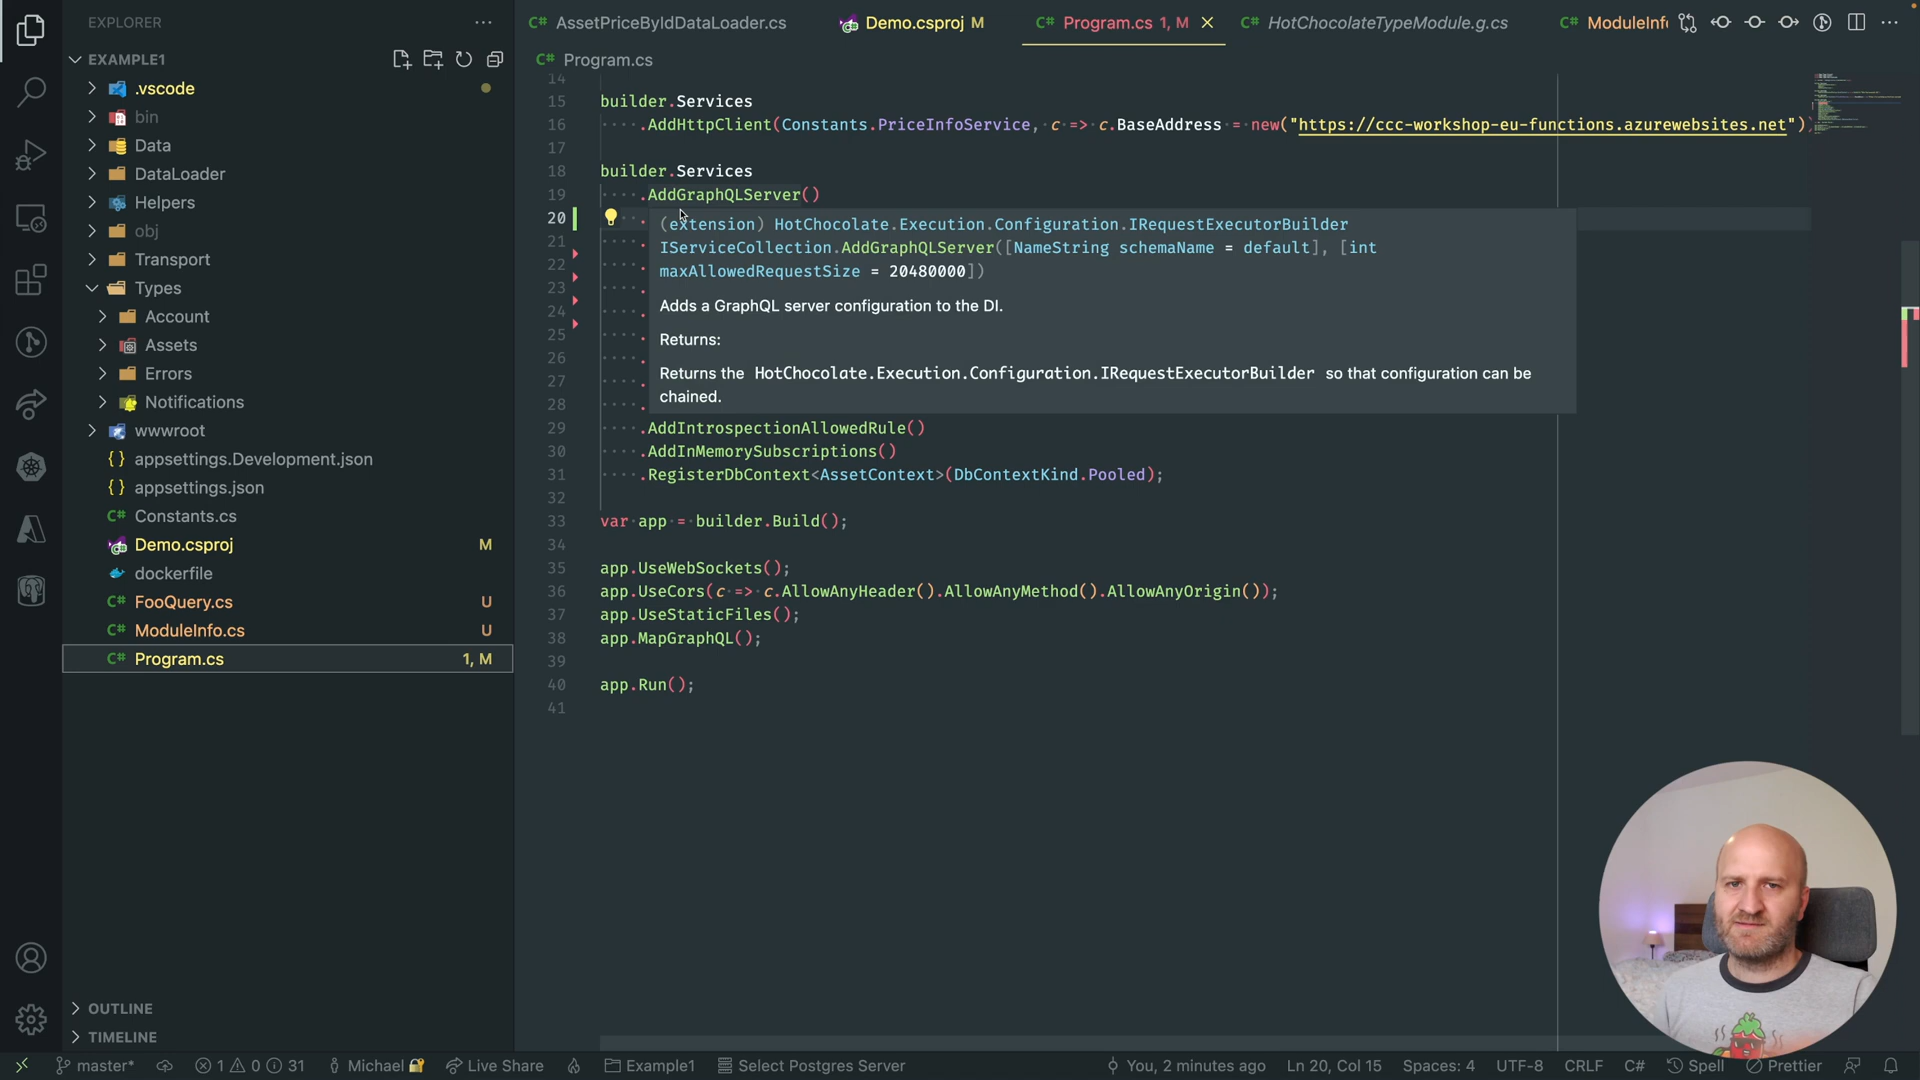 EXPLORER
AssetPriceByIdDataLoader.cs
Demo.csproj M
Program.cs 1, M
HotChocolateTypeModule.g.cs
ModuleInfo
EXAMPLE1
Program.cs
.vscode
bin
Data
DataLoader
Helpers
obj
Transport
Types
Account
Assets
Errors
Notifications
wwwroot
{ } appsettings.Development.json
{ } appsettings.json
C# Constants.cs
Demo.csproj M
dockerfile
C# FooQuery.cs U
C# ModuleInfo.cs U
C# Program.cs 1, M
OUTLINE
TIMELINE
14
15 builder.Services
16 .AddHttpClient(Constants.PriceInfoService, c => c.BaseAddress = new("https://ccc-workshop-eu-functions.azurewebsites.net")
17
18 builder.Services
19 .AddGraphQLServer()
20 .
(extension) HotChocolate.Execution.Configuration.IRequestExecutorBuilder
21 .
IServiceCollection.AddGraphQLServer([NameString schemaName = default], [int
22 .
maxAllowedRequestSize = 20480000])
23 .
Adds a GraphQL server configuration to the DI.
24 .
25 .
Returns:
26 .
27 .
Returns the HotChocolate.Execution.Configuration.IRequestExecutorBuilder so that configuration can be
28 .
chained.
29 .AddIntrospectionAllowedRule()
30 .AddInMemorySubscriptions()
31 .RegisterDbContext<AssetContext>(DbContextKind.Pooled);
32
33 var app = builder.Build();
34
35 app.UseWebSockets();
36 app.UseCors(c => c.AllowAnyHeader().AllowAnyMethod().AllowAnyOrigin());
37 app.UseStaticFiles();
38 app.MapGraphQL();
39
40 app.Run();
41
master* 1 0 31 Michael Live Share Example1 Select Postgres Server You, 2 minutes ago Ln 20, Col 15 Spaces: 4 UTF-8 CRLF C# Spell Prettier